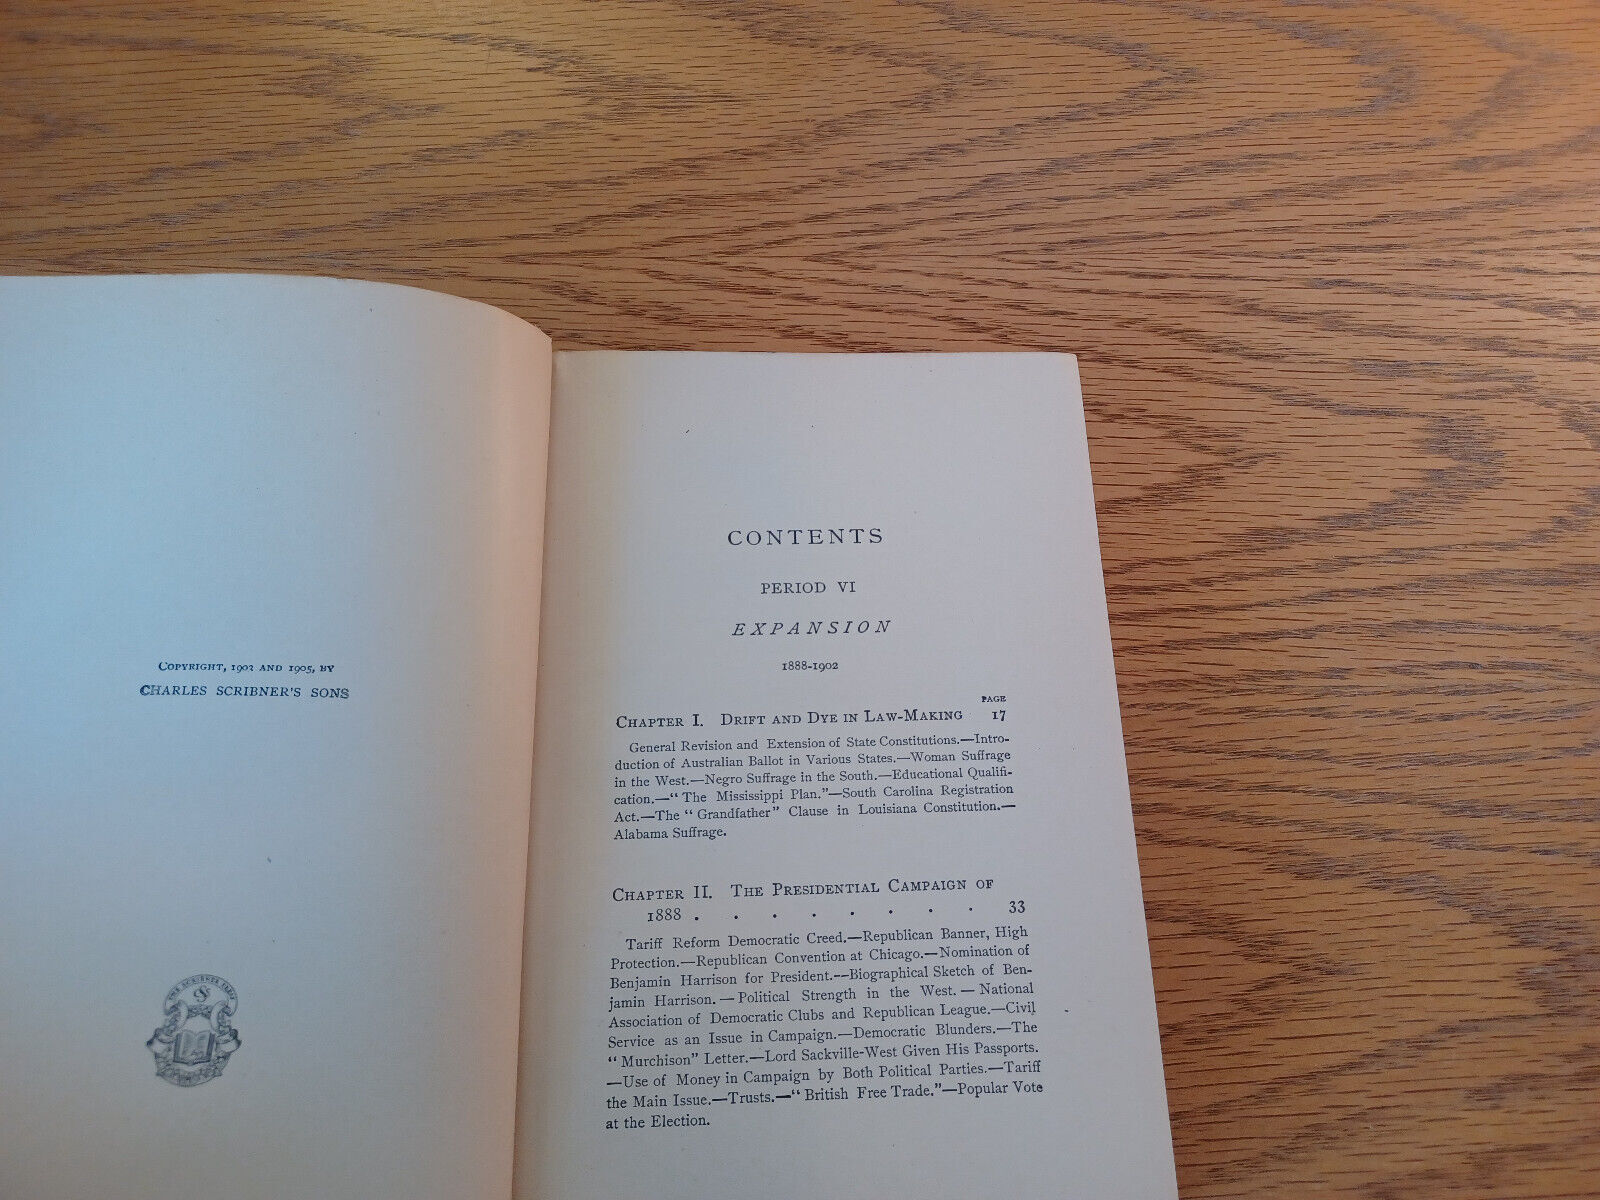 COPYRIGHT, 1902 AND 1905, BY
CHARLES SCRIBNER'S SONS
THE SCRIBNER PRESS
CONTENTS
PERIOD VI
EXPANSION
1888-1902
PAGE
CHAPTER I. DRIFT AND DYE IN LAW-MAKING 17
General Revision and Extension of State Constitutions.—Intro-
duction of Australian Ballot in Various States.—Woman Suffrage
in the West.—Negro Suffrage in the South.—Educational Qualifi-
cation.—“ The Mississippi Plan.”—South Carolina Registration
Act.—The “ Grandfather” Clause in Louisiana Constitution.—
Alabama Suffrage.
CHAPTER II. THE PRESIDENTIAL CAMPAIGN OF
1888 . . . . . . . . 33
Tariff Reform Democratic Creed.—Republican Banner, High
Protection.—Republican Convention at Chicago.—Nomination of
Benjamin Harrison for President.—Biographical Sketch of Ben-
jamin Harrison. — Political Strength in the West. — National
Association of Democratic Clubs and Republican League.—Civil
Service as an Issue in Campaign.—Democratic Blunders.—The
“ Murchison” Letter.—Lord Sackville-West Given His Passports.
—Use of Money in Campaign by Both Political Parties.—Tariff
the Main Issue.—Trusts.—“ British Free Trade.”—Popular Vote
at the Election.